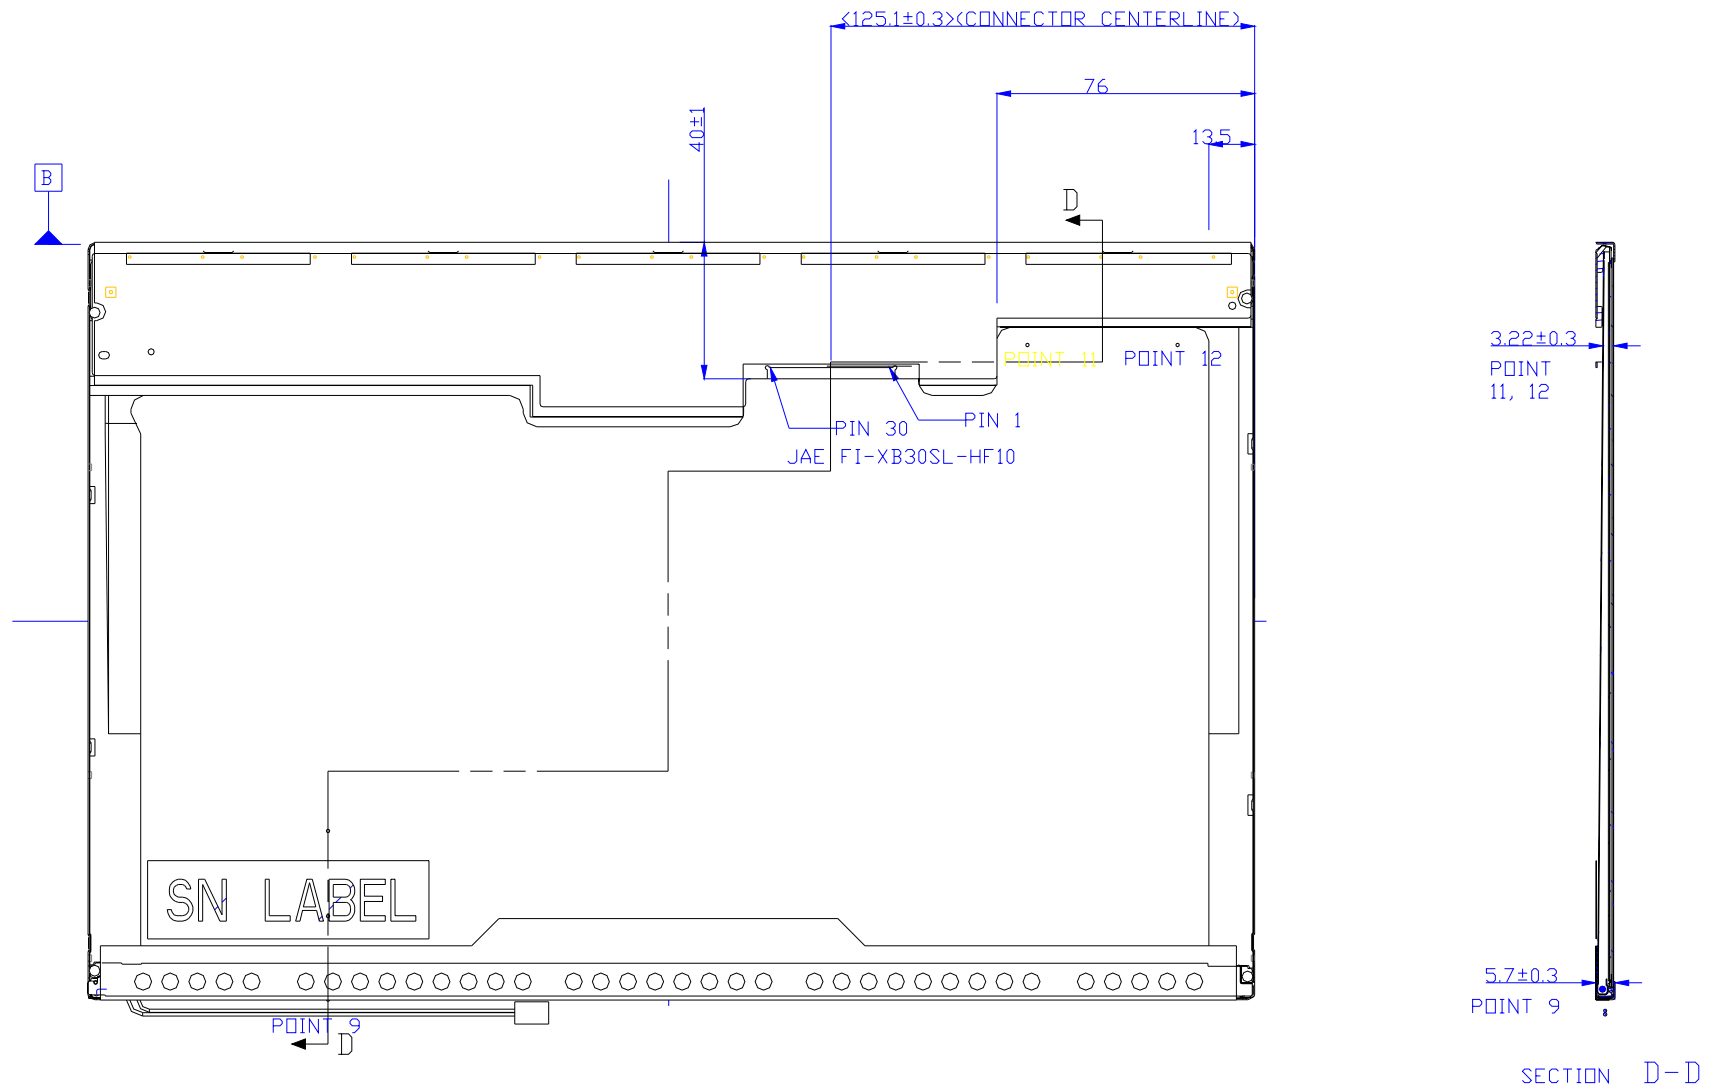 <125.1±0.3>(CONNECTOR CENTERLINE)
76
40±1
13.5
B
D
3.22±0.3
POINT 11
POINT 12
POINT
11, 12
PIN 30
PIN 1
JAE FI-XB30SL-HF10
SN LABEL
5.7±0.3
POINT 9
POINT 9
D
SECTION D-D